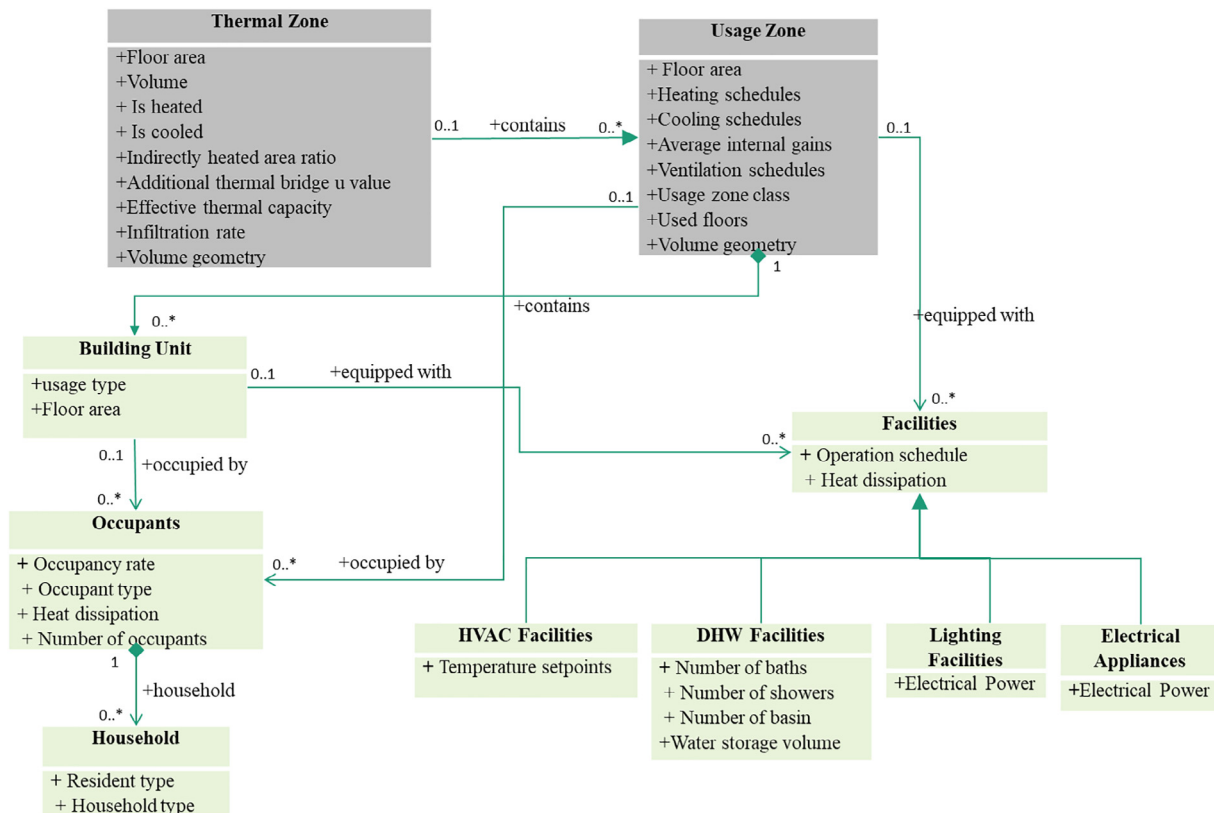 Thermal Zone
+Floor area
+Volume
+ Is heated
+ Is cooled
+Indirectly heated area ratio
+Additional thermal bridge u value
+Effective thermal capacity
+Infiltration rate
+Volume geometry
0..1
+contains
0..*
Usage Zone
+ Floor area
+Heating schedules
+Cooling schedules
+Average internal gains
+Ventilation schedules
+Usage zone class
+Used floors
+Volume geometry
0..1
0..1
1
+contains
0..*
+equipped with
0..*
Building Unit
+usage type
+Floor area
0..1
+equipped with
0..*
0..1
+occupied by
0..*
Facilities
+ Operation schedule
+ Heat dissipation
Occupants
+ Occupancy rate
+ Occupant type
+ Heat dissipation
+ Number of occupants
0..*
+occupied by
1
+household
0..*
Household
+ Resident type
+ Household type
HVAC Facilities
+ Temperature setpoints
DHW Facilities
+ Number of baths
+ Number of showers
+ Number of basin
+Water storage volume
Lighting
Facilities
+Electrical Power
Electrical
Appliances
+Electrical Power